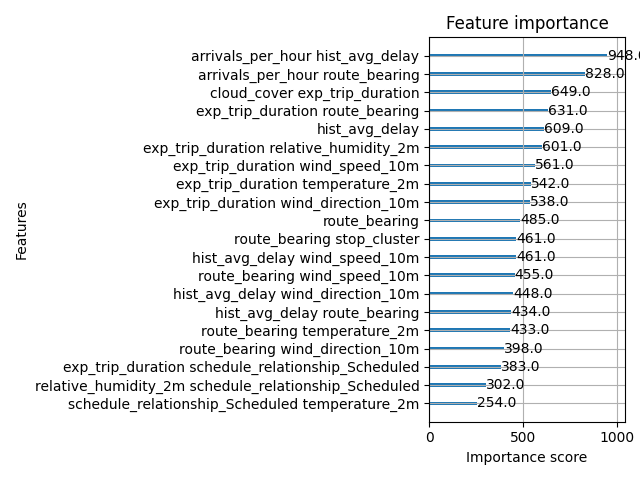 Feature importance
arrivals_per_hour hist_avg_delay 948.0
arrivals_per_hour route_bearing 828.0
cloud_cover exp_trip_duration 649.0
exp_trip_duration route_bearing 631.0
hist_avg_delay 609.0
exp_trip_duration relative_humidity_2m 601.0
exp_trip_duration wind_speed_10m 561.0
exp_trip_duration temperature_2m 542.0
exp_trip_duration wind_direction_10m 538.0
route_bearing 485.0
route_bearing stop_cluster 461.0
hist_avg_delay wind_speed_10m 461.0
route_bearing wind_speed_10m 455.0
hist_avg_delay wind_direction_10m 448.0
hist_avg_delay route_bearing 434.0
route_bearing temperature_2m 433.0
route_bearing wind_direction_10m 398.0
exp_trip_duration schedule_relationship_Scheduled 383.0
relative_humidity_2m schedule_relationship_Scheduled 302.0
schedule_relationship_Scheduled temperature_2m 254.0
Features
0 500 1000
Importance score